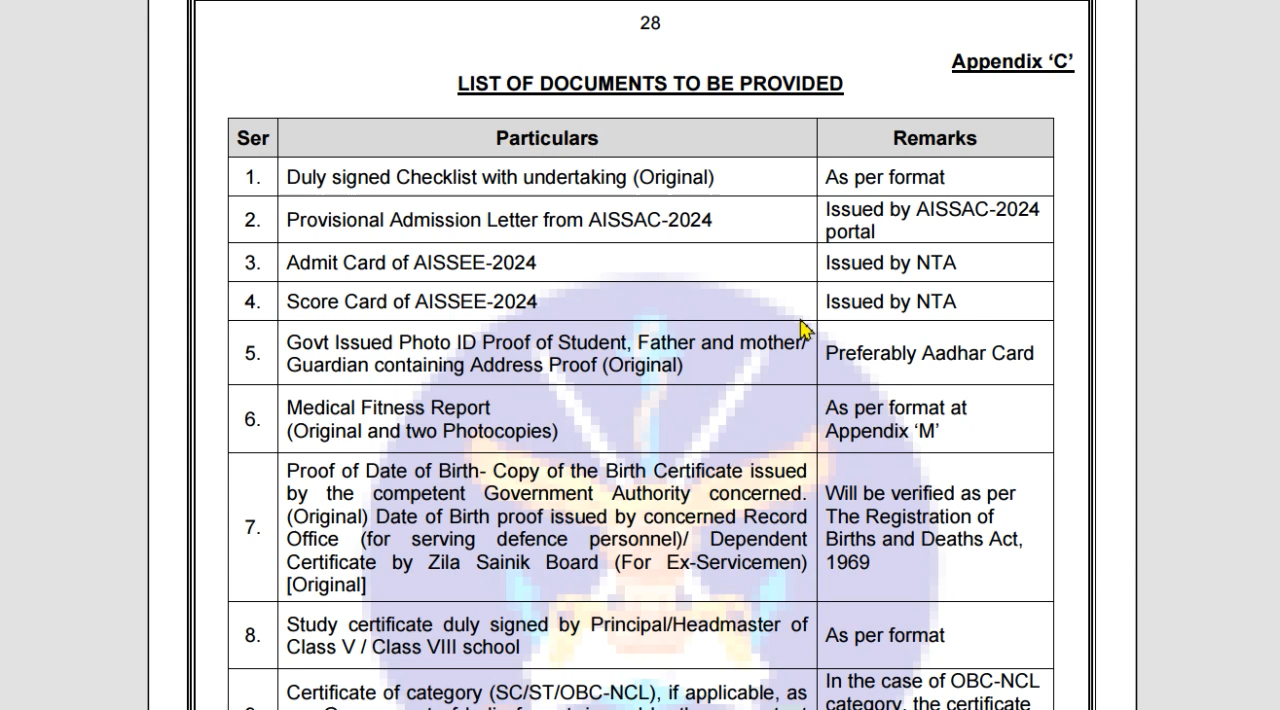 28
Appendix ‘C’
LIST OF DOCUMENTS TO BE PROVIDED
Ser Particulars Remarks
1. Duly signed Checklist with undertaking (Original) As per format
2. Provisional Admission Letter from AISSAC-2024 Issued by AISSAC-2024
portal
3. Admit Card of AISSEE-2024 Issued by NTA
4. Score Card of AISSEE-2024 Issued by NTA
5. Govt Issued Photo ID Proof of Student, Father and mother/
Guardian containing Address Proof (Original) Preferably Aadhar Card
6. Medical Fitness Report
(Original and two Photocopies) As per format at
Appendix ‘M’
7. Proof of Date of Birth- Copy of the Birth Certificate issued
by the competent Government Authority concerned.
(Original) Date of Birth proof issued by concerned Record
Office (for serving defence personnel)/ Dependent
Certificate by Zila Sainik Board (For Ex-Servicemen)
[Original]
Will be verified as per
The Registration of
Births and Deaths Act,
1969
8. Study certificate duly signed by Principal/Headmaster of
Class V / Class VIII school As per format
Certificate of category (SC/ST/OBC-NCL), if applicable, as
In the case of OBC-NCL
category, the certificate